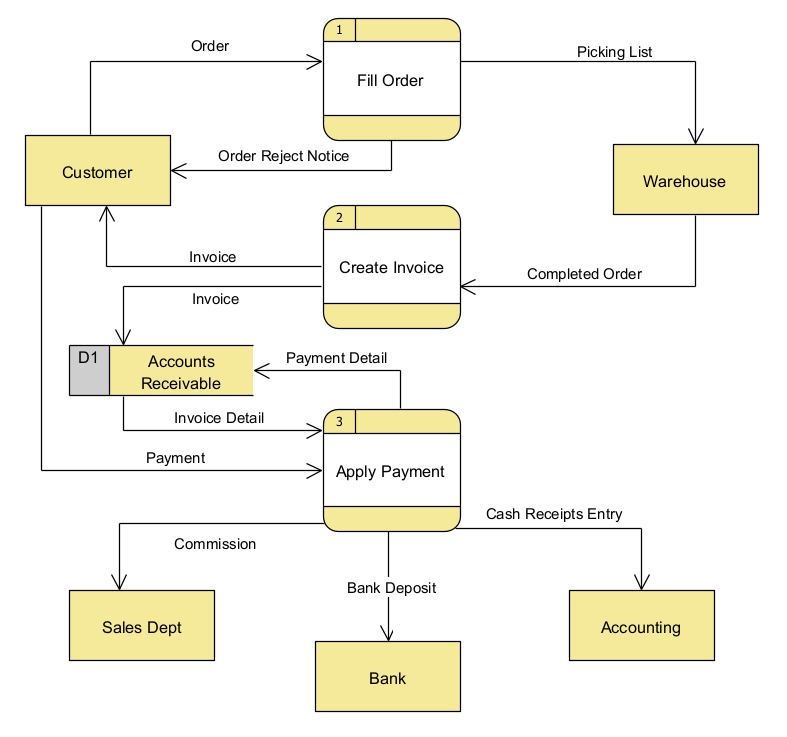 Order
1
Fill Order
Picking List
Order Reject Notice
Customer
Warehouse
2
Create Invoice
Invoice
Completed Order
Invoice
D1
Accounts
Receivable
Payment Detail
Invoice Detail
3
Payment
Apply Payment
Cash Receipts Entry
Commission
Bank Deposit
Sales Dept
Accounting
Bank